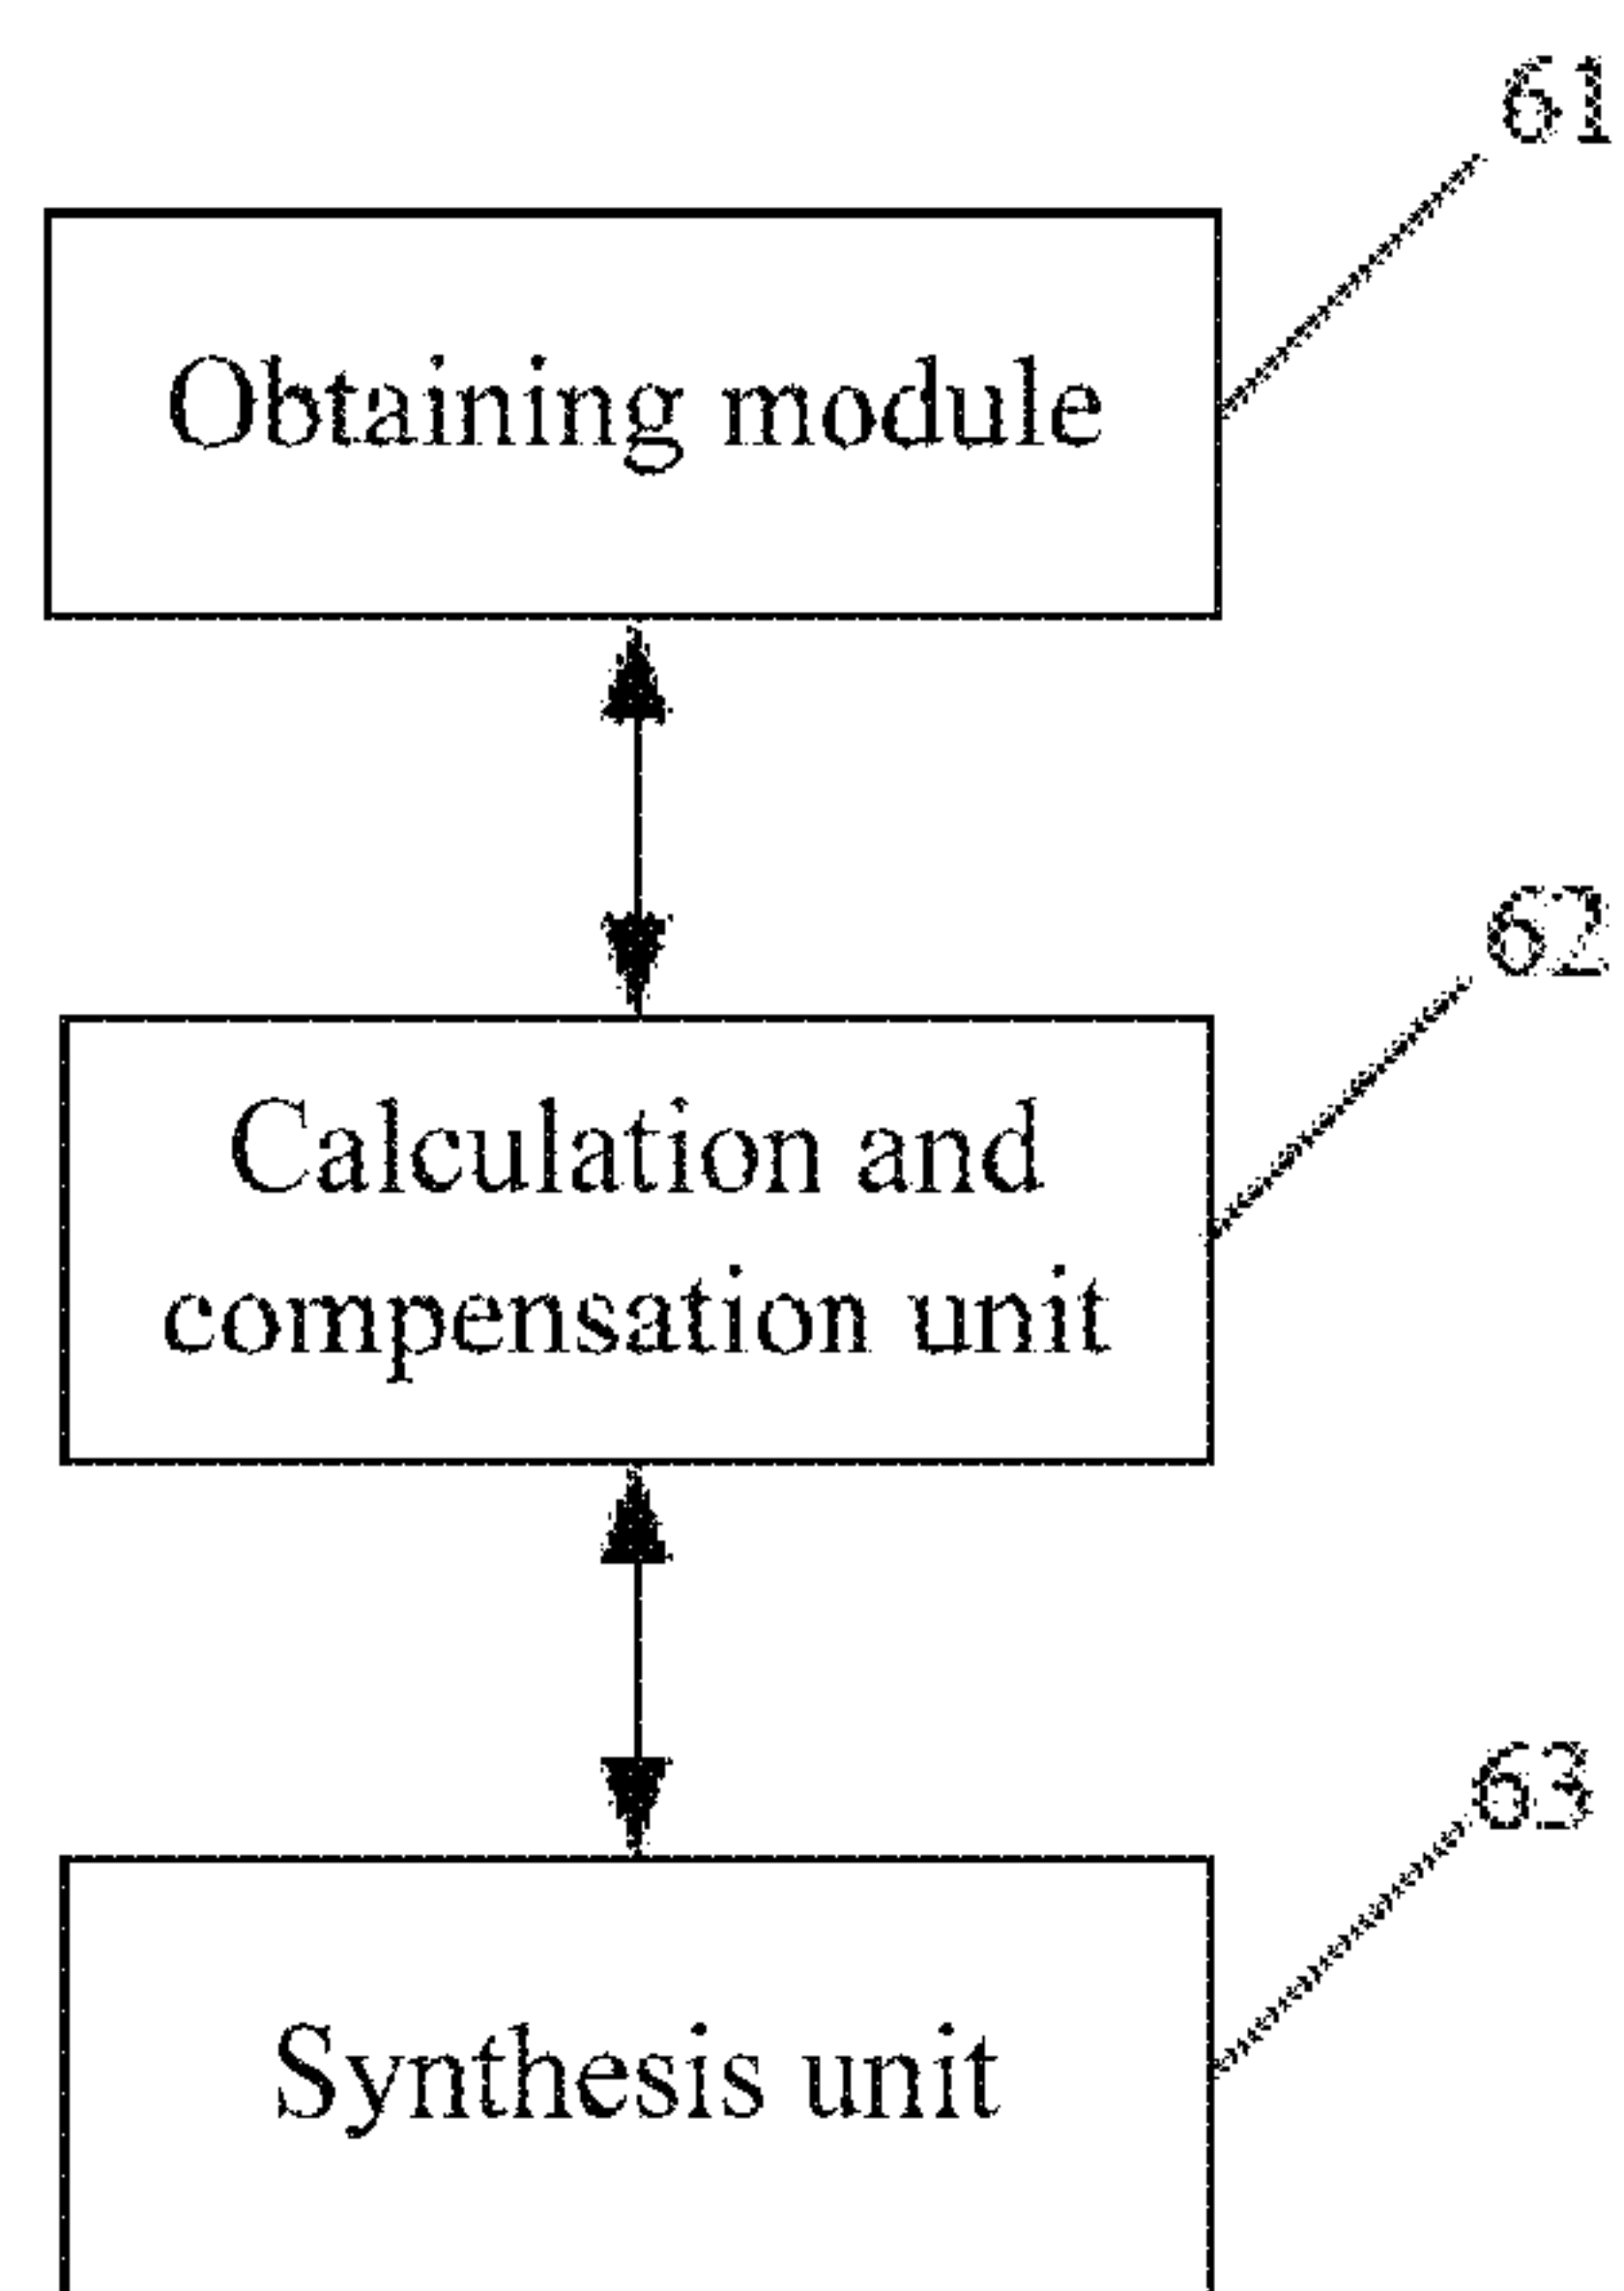 61
Obtaining module
62
Calculation and
compensation unit
63
Synthesis unit